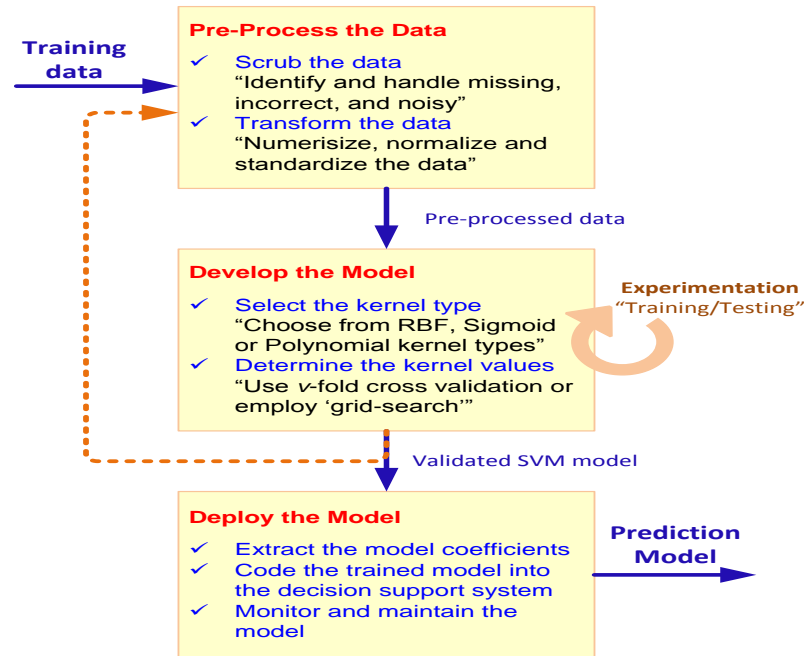 Training
data
Pre-Process the Data
✓ Scrub the data
“Identify and handle missing,
incorrect, and noisy”
✓ Transform the data
“Numerisize, normalize and
standardize the data”
Pre-processed data
Develop the Model
✓ Select the kernel type
“Choose from RBF, Sigmoid
or Polynomial kernel types”
✓ Determine the kernel values
“Use v-fold cross validation or
employ ‘grid-search’”
Experimentation
“Training/Testing”
Validated SVM model
Deploy the Model
✓ Extract the model coefficients
✓ Code the trained model into
the decision support system
✓ Monitor and maintain the
model
Prediction
Model